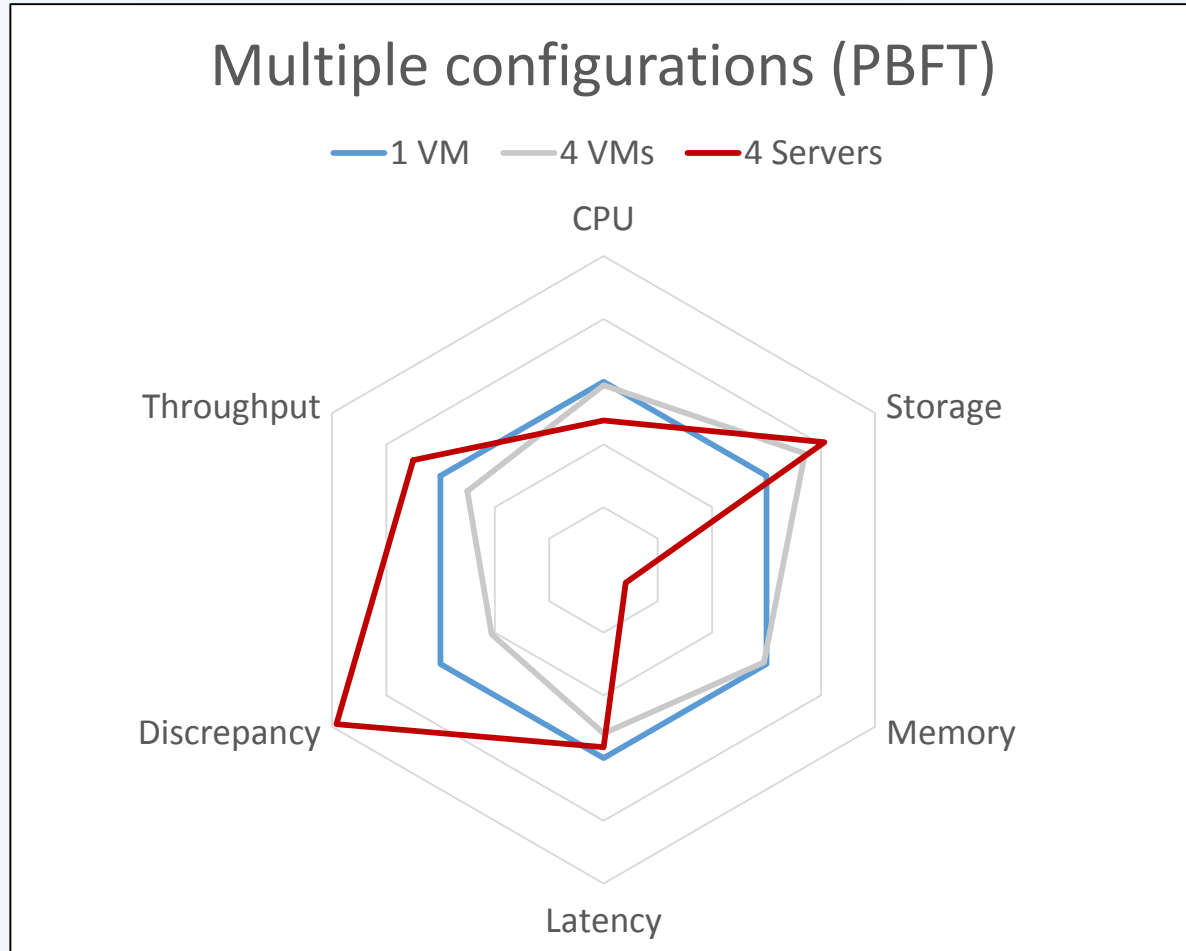 Multiple configurations (PBFT)
1 VM 4 VMs 4 Servers
CPU
Throughput Storage
Discrepancy Memory
Latency